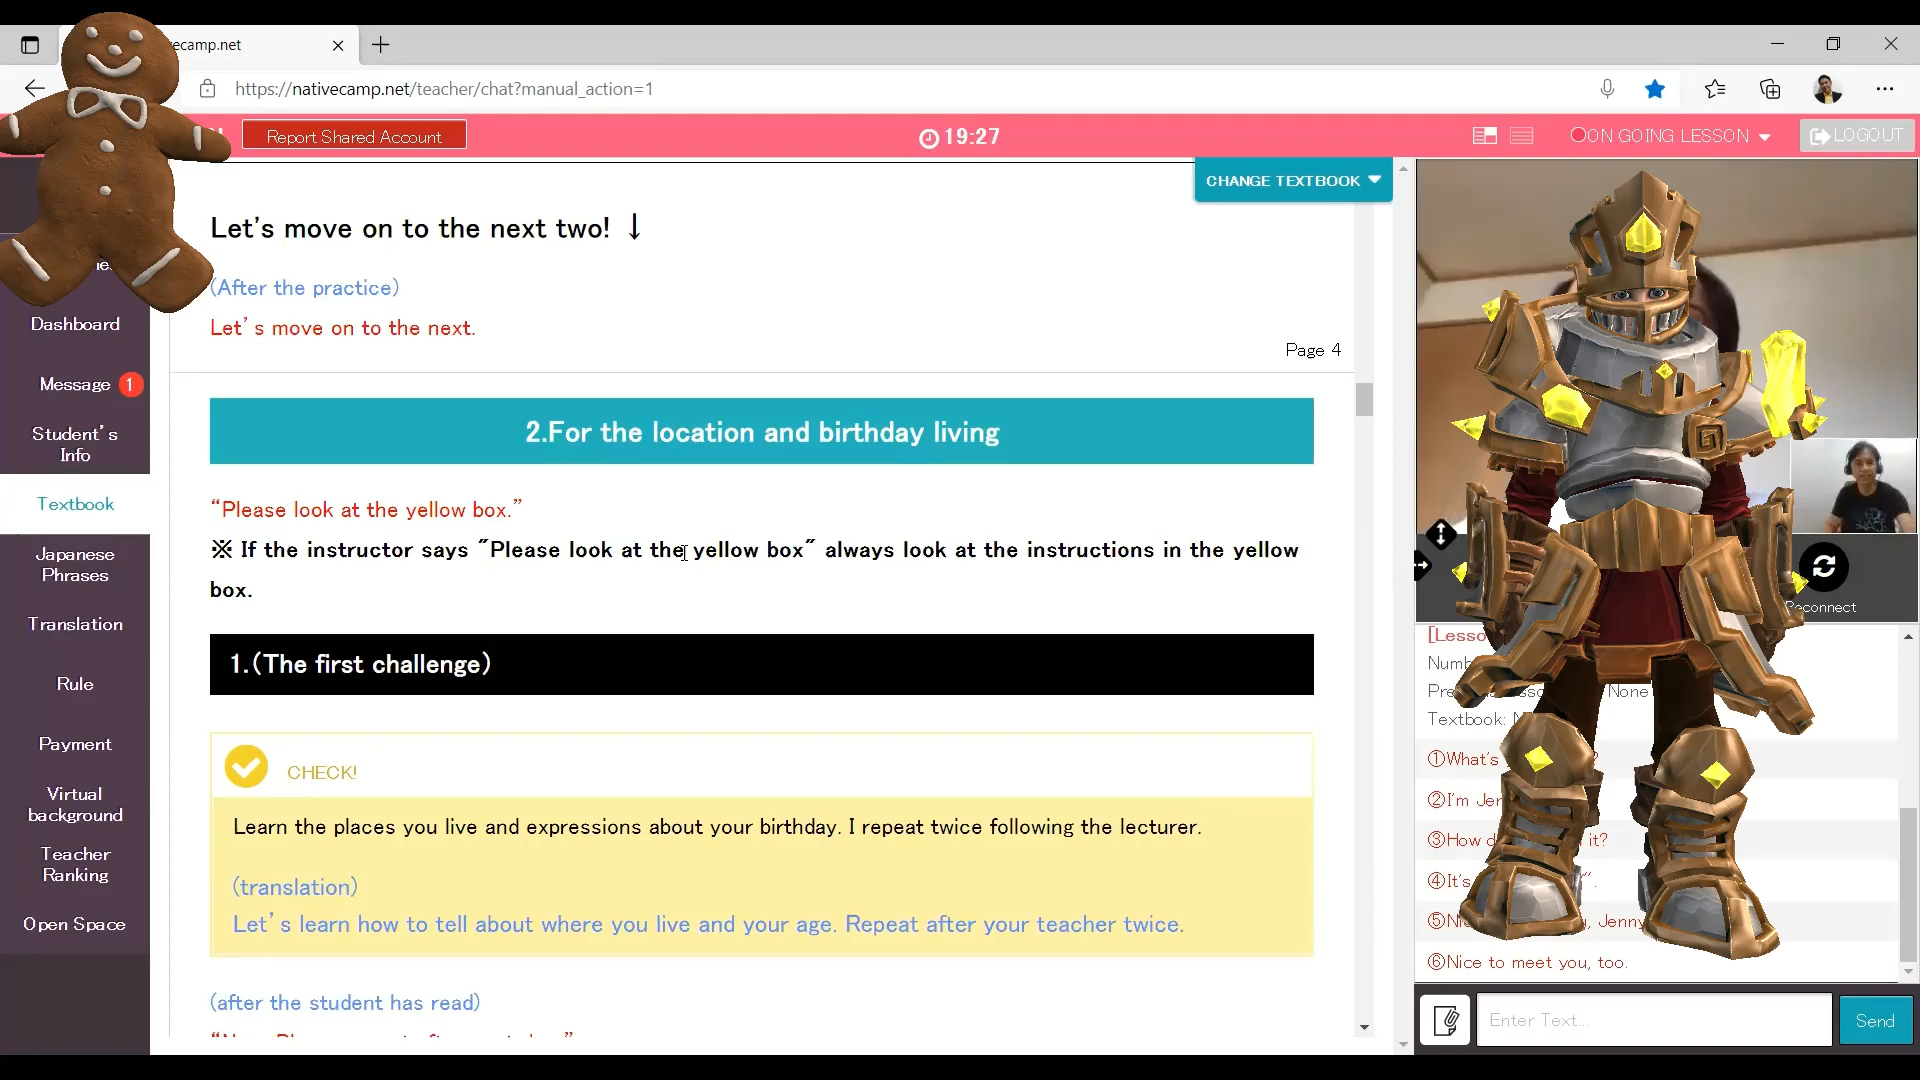 ecamp.net
https://nativecamp.net/teacher/chat?manual_action=1
Report Shared Account
19:27
ON GOING LESSON
LOGOUT
CHANGE TEXTBOOK
Let's move on to the next two! ↓
(After the practice)
Let's move on to the next.
Page 4
2.For the location and birthday living
“Please look at the yellow box.”
※ If the instructor says "Please look at the yellow box" always look at the instructions in the yellow
box.
1.(The first challenge)
CHECK!
Learn the places you live and expressions about your birthday. I repeat twice following the lecturer.
(translation)
Let's learn how to tell about where you live and your age. Repeat after your teacher twice.
(after the student has read)
Dashboard
Message 1
Student's
Info
Textbook
Japanese
Phrases
Translation
Rule
Payment
Virtual
background
Teacher
Ranking
Open Space
Reconnect
[Lesso
Numb
Pre None
Textbook:
①What's ?
②I'm Jen
③How d it?
④It's
⑤Ni , Jenny
⑥Nice to meet you, too.
Enter Text...
Send